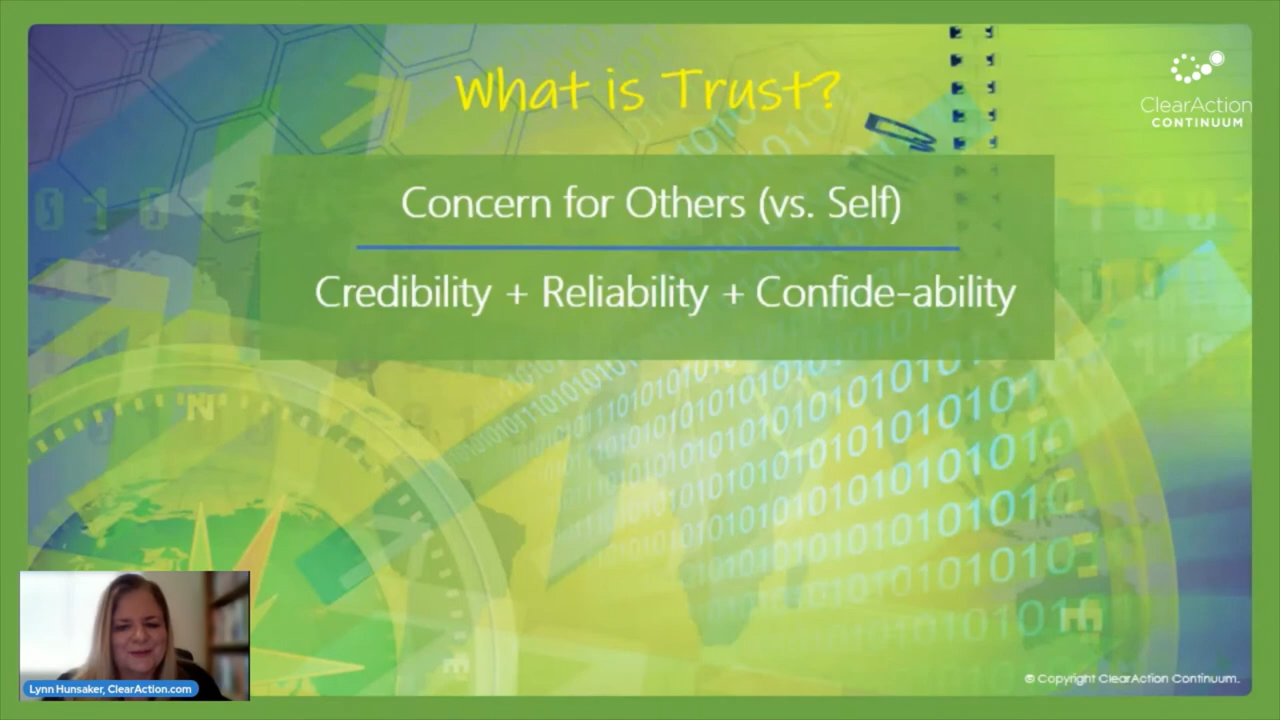 What is Trust?
ClearAction
CONTINUUM
Concern for Others (vs. Self)
Credibility + Reliability + Confide-ability
N
E
Lynn Hunsaker, ClearAction.com
© Copyright ClearAction Continuum.